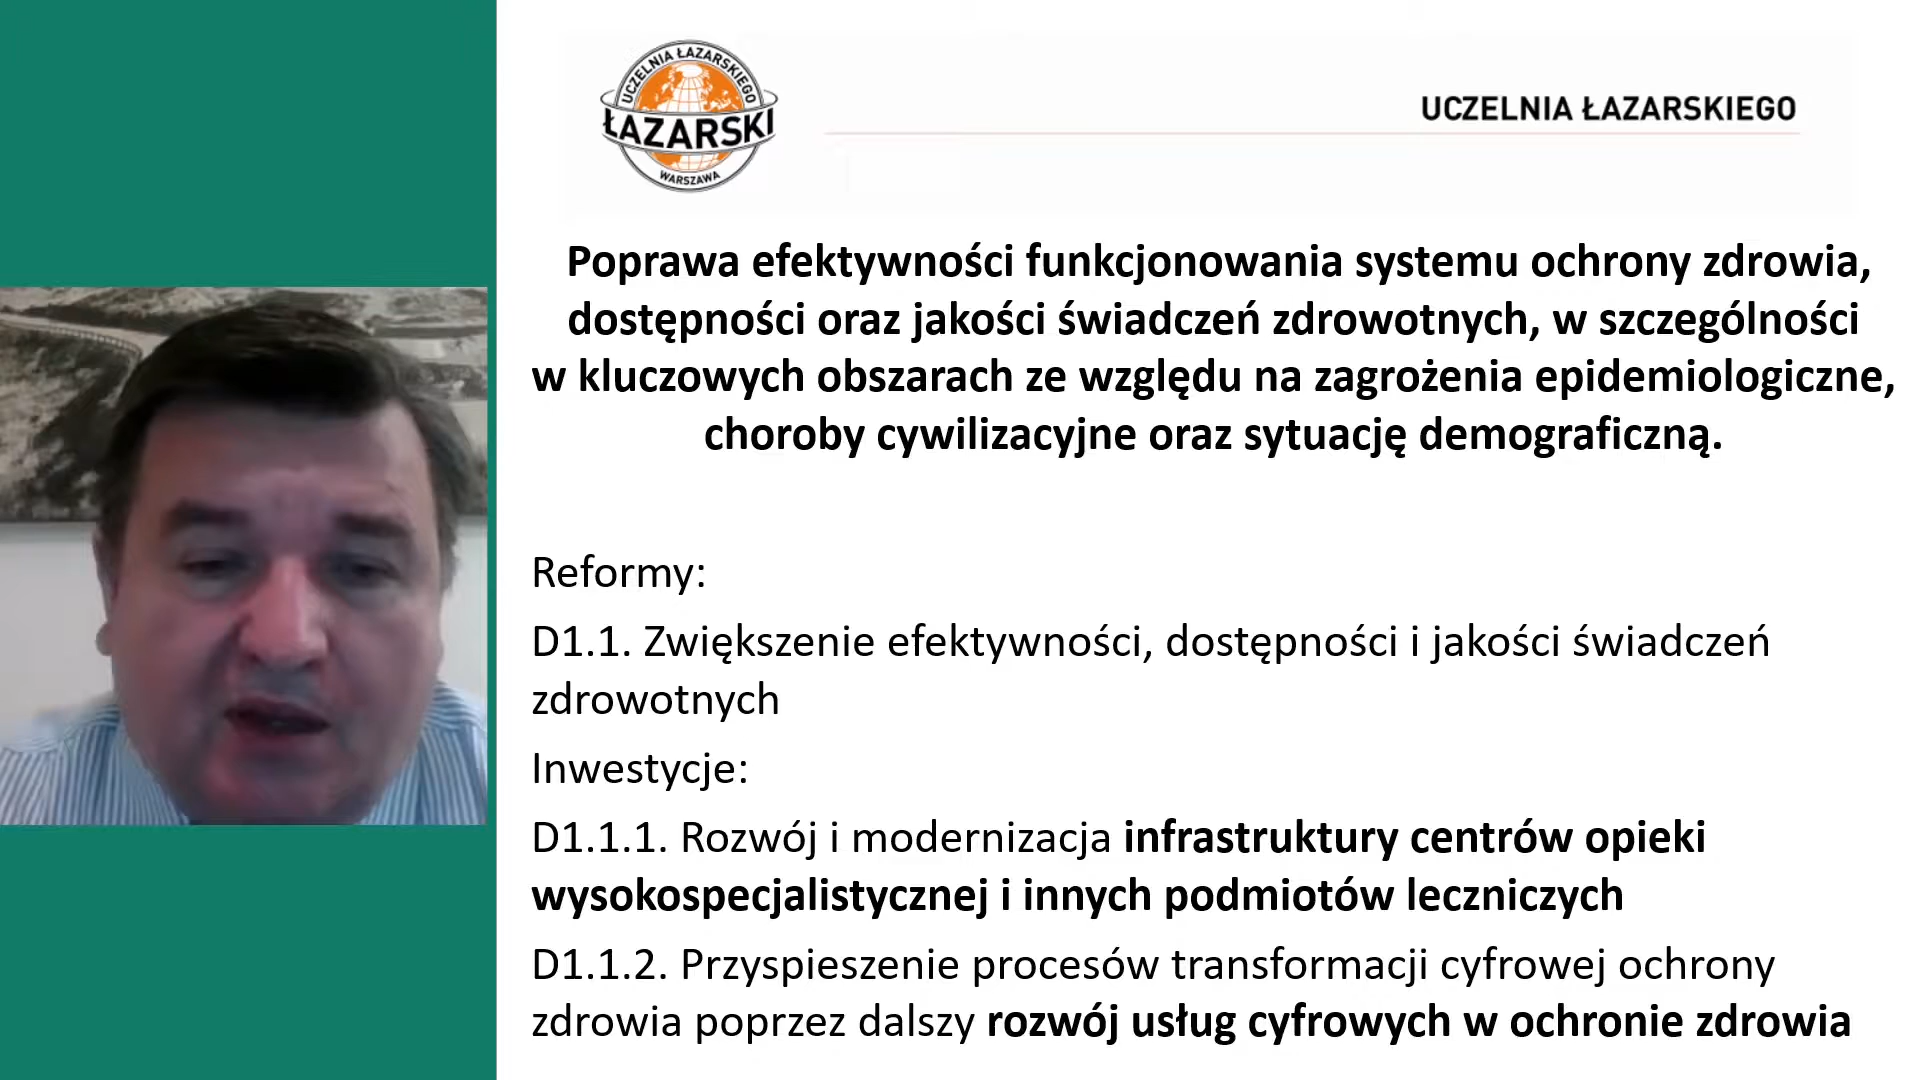 UCZELNIA ŁAZARSKIEGO
ŁAZARSKI
WARSZAWA
UCZELNIA ŁAZARSKIEGO
Poprawa efektywności funkcjonowania systemu ochrony zdrowia,
dostępności oraz jakości świadczeń zdrowotnych, w szczególności
w kluczowych obszarach ze względu na zagrożenia epidemiologiczne,
choroby cywilizacyjne oraz sytuację demograficzną.
Reformy:
D1.1. Zwiększenie efektywności, dostępności i jakości świadczeń
zdrowotnych
Inwestycje:
D1.1.1. Rozwój i modernizacja infrastruktury centrów opieki
wysokospecjalistycznej i innych podmiotów leczniczych
D1.1.2. Przyspieszenie procesów transformacji cyfrowej ochrony
zdrowia poprzez dalszy rozwój usług cyfrowych w ochronie zdrowia